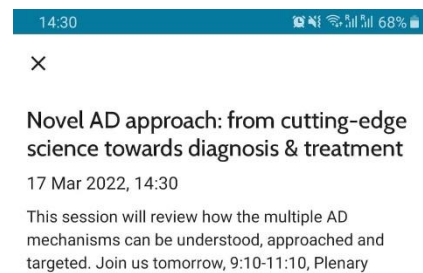 14:30
68%
Novel AD approach: from cutting-edge
science towards diagnosis & treatment
17 Mar 2022, 14:30
This session will review how the multiple AD
mechanisms can be understood, approached and
targeted. Join us tomorrow, 9:10-11:10, Plenary